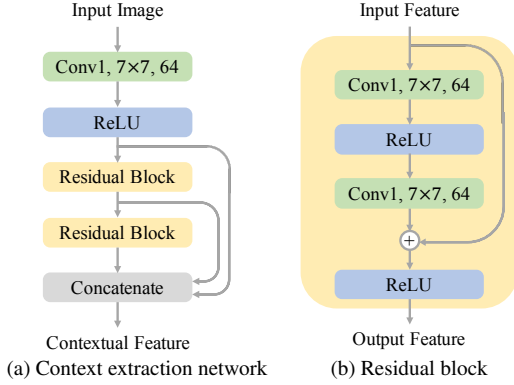 Input Image
Conv1, 7×7, 64
ReLU
Residual Block
Residual Block
Concatenate
Contextual Feature
(a) Context extraction network
Input Feature
Conv1, 7×7, 64
ReLU
Conv1, 7×7, 64
+
ReLU
Output Feature
(b) Residual block